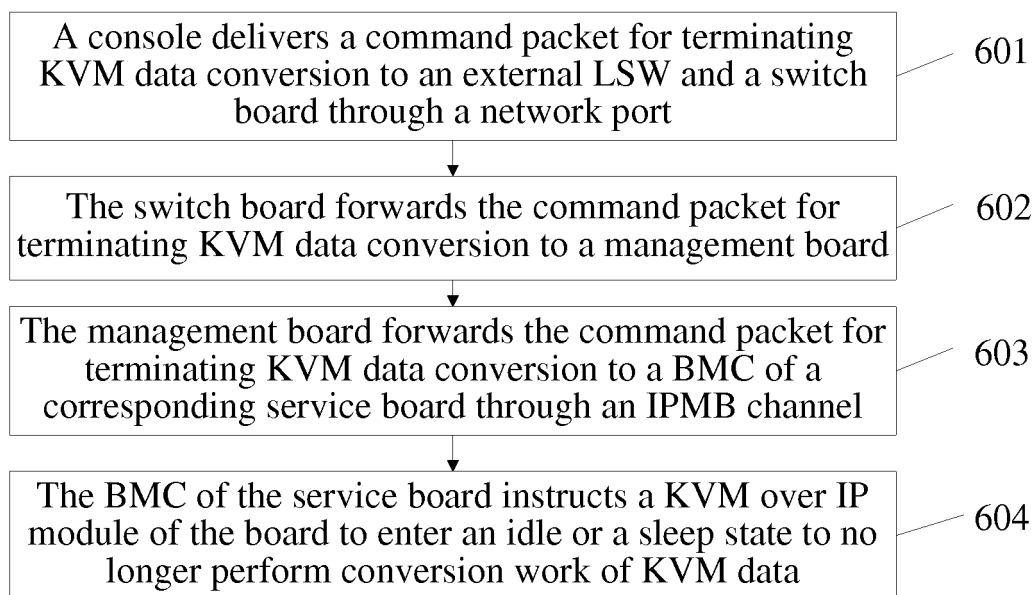 A console delivers a command packet for terminating
KVM data conversion to an external LSW and a switch
board through a network port
601
The switch board forwards the command packet for
terminating KVM data conversion to a management board
602
The management board forwards the command packet for
terminating KVM data conversion to a BMC of a
corresponding service board through an IPMB channel
603
The BMC of the service board instructs a KVM over IP
module of the board to enter an idle or a sleep state to no
longer perform conversion work of KVM data
604